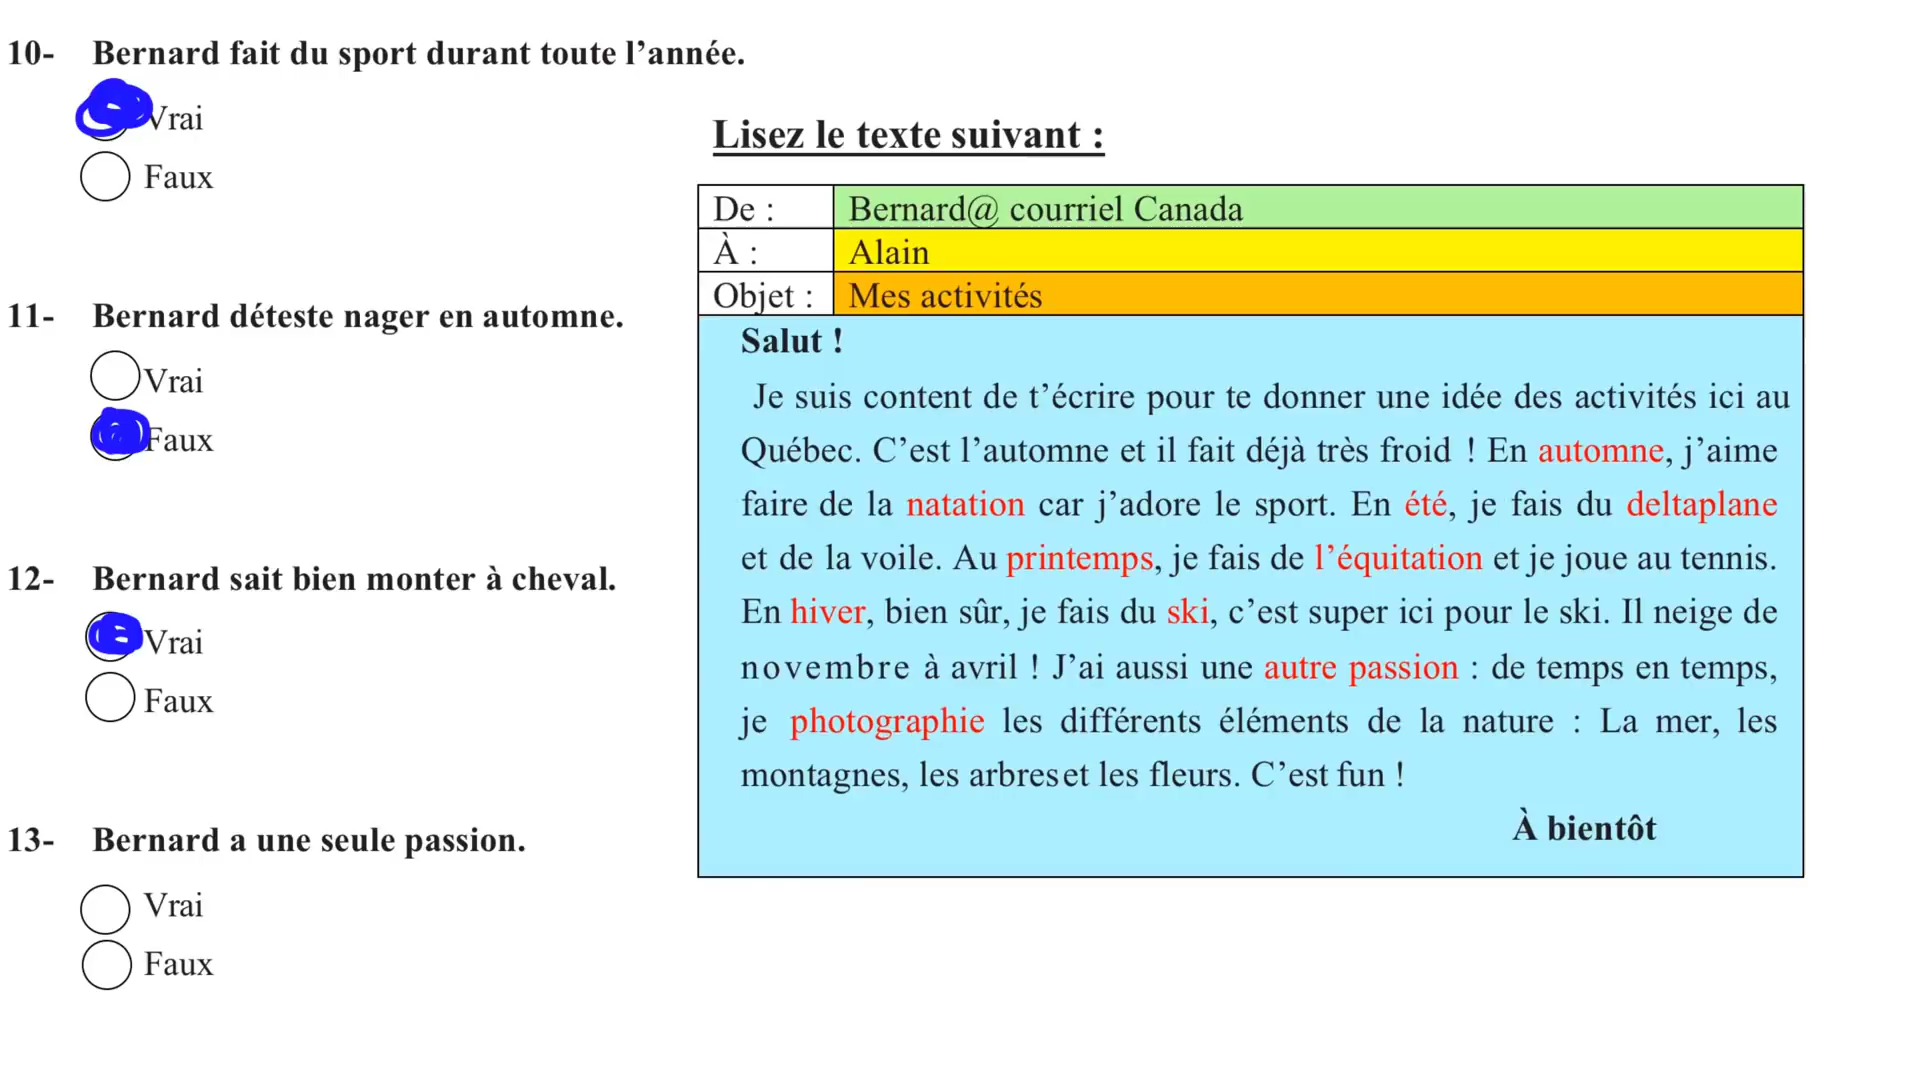 10- Bernard fait du sport durant toute l’année.
Vrai
Faux
11- Bernard déteste nager en automne.
Vrai
Faux
12- Bernard sait bien monter à cheval.
Vrai
Faux
13- Bernard a une seule passion.
Vrai
Faux
Lisez le texte suivant :
De : Bernard@ courriel Canada
À : Alain
Objet : Mes activités
Salut !
Je suis content de t’écrire pour te donner une idée des activités ici au
Québec. C’est l’automne et il fait déjà très froid ! En automne, j’aime
faire de la natation car j’adore le sport. En été, je fais du deltaplane
et de la voile. Au printemps, je fais de l’équitation et je joue au tennis.
En hiver, bien sûr, je fais du ski, c’est super ici pour le ski. Il neige de
novembre à avril ! J’ai aussi une autre passion : de temps en temps,
je photographie les différents éléments de la nature : La mer, les
montagnes, les arbres et les fleurs. C’est fun !
À bientôt